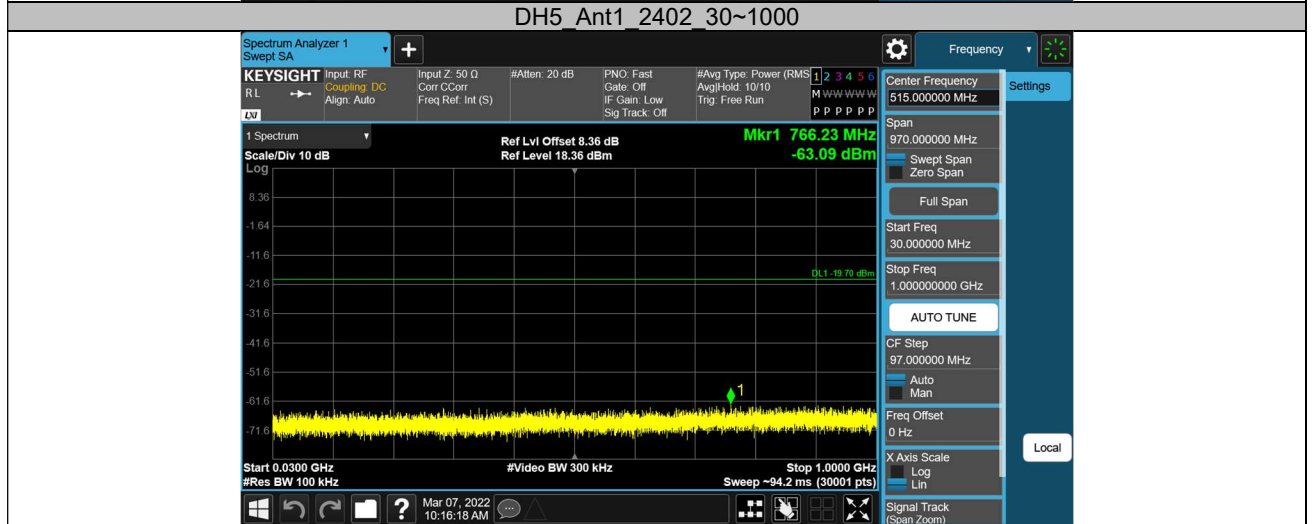 DH5_Ant1_2402_30~1000
Spectrum Analyzer 1
Swept SA
Frequency
KEYSIGHT
RL
LXI
Input: RF
Coupling: DC
Align: Auto
Input Z: 50 Ω
Corr CCorr
Freq Ref: Int (S)
#Atten: 20 dB
PNO: Fast
Gate: Off
IF Gain: Low
Sig Track: Off
#Avg Type: Power (RMS
Avg|Hold: 10/10
Trig: Free Run
1 2 3 4 5 6
M W W W W W
P P P P P P
1 Spectrum
Scale/Div 10 dB
Ref Lvl Offset 8.36 dB
Ref Level 18.36 dBm
Mkr1 766.23 MHz
-63.09 dBm
Log
8.36
-1.64
-11.6
DL1 -19.70 dBm
-21.6
-31.6
-41.6
-51.6
-61.6
1
-71.6
Start 0.0300 GHz
#Res BW 100 kHz
#Video BW 300 kHz
Stop 1.0000 GHz
Sweep ~94.2 ms (30001 pts)
Mar 07, 2022
10:16:18 AM
Center Frequency
515.000000 MHz
Settings
Span
970.000000 MHz
Swept Span
Zero Span
Full Span
Start Freq
30.000000 MHz
Stop Freq
1.000000000 GHz
AUTO TUNE
CF Step
97.000000 MHz
Auto
Man
Freq Offset
0 Hz
Local
X Axis Scale
Log
Lin
Signal Track
(Span Zoom)